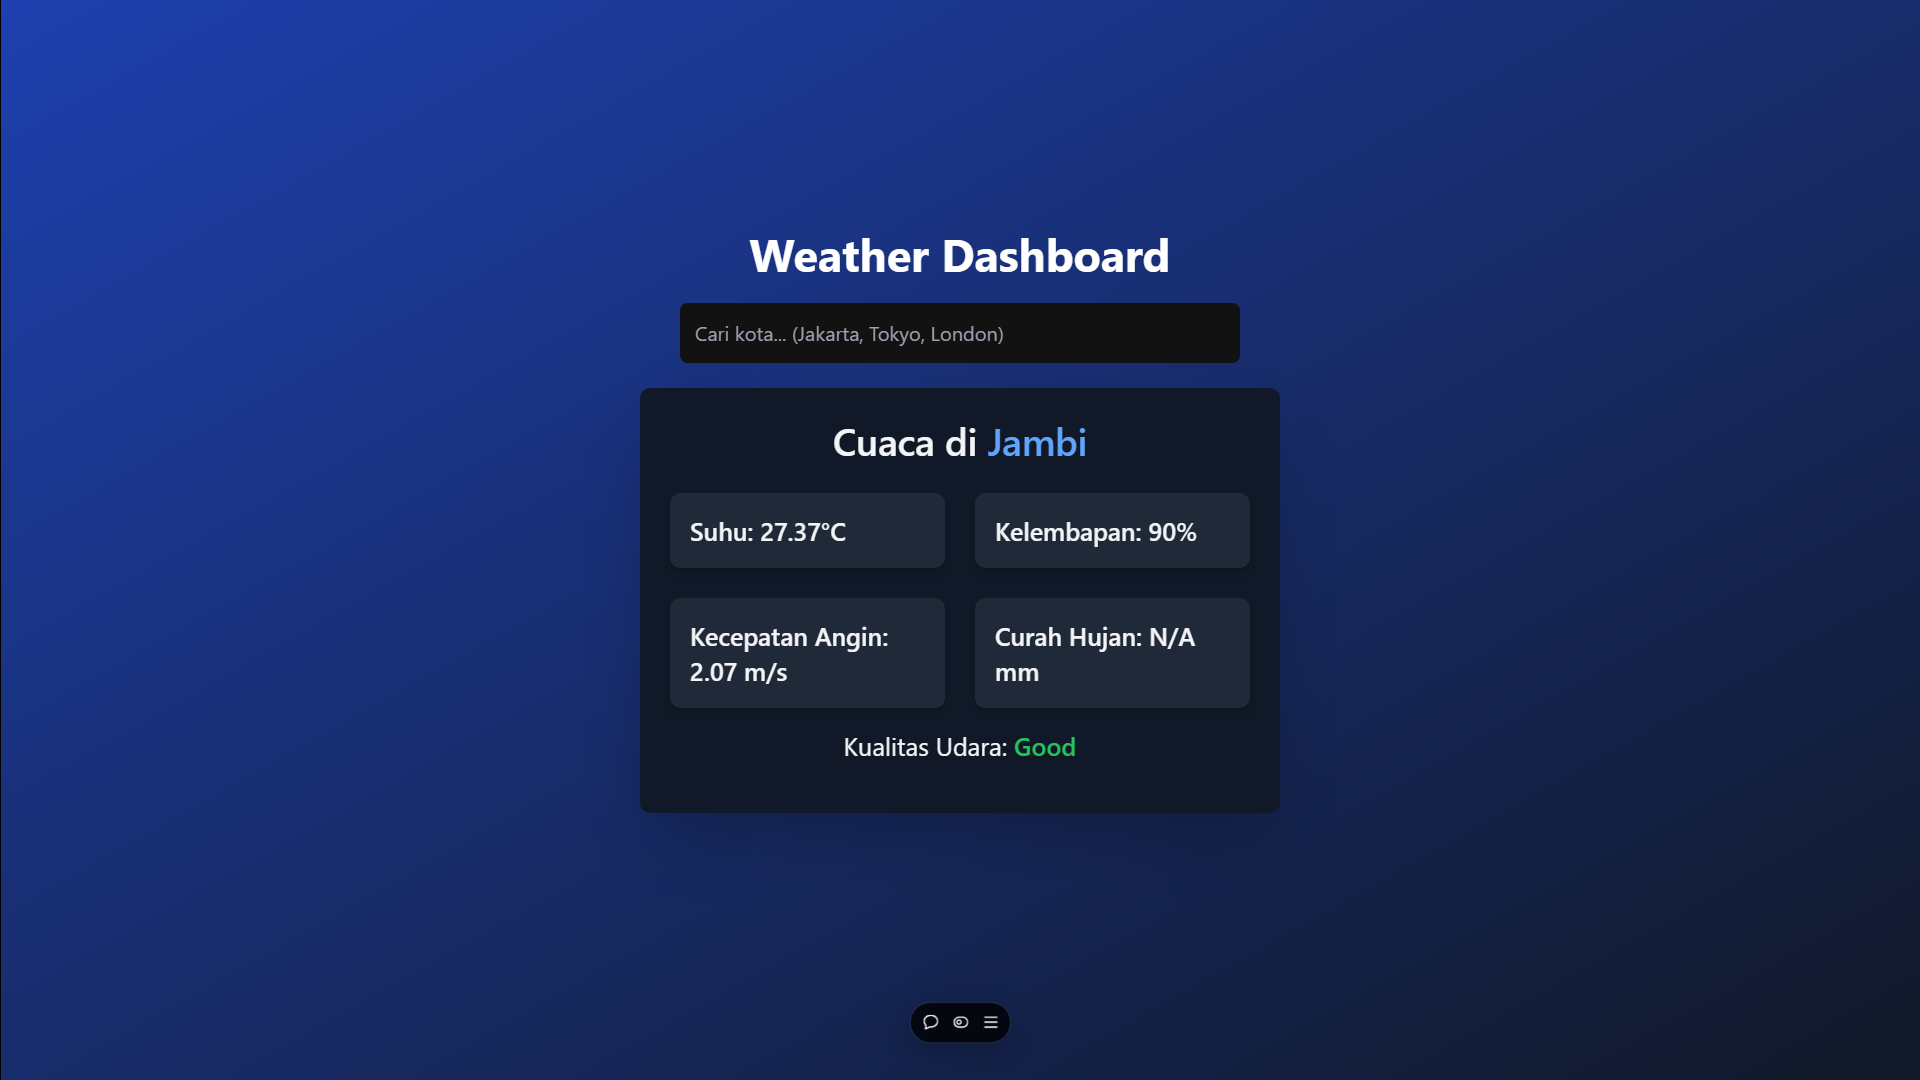 Weather Dashboard
Cari kota... (Jakarta, Tokyo, London)
Cuaca di Jambi
Suhu: 27.37°C
Kelembapan: 90%
Kecepatan Angin:
2.07 m/s
Curah Hujan: N/A
mm
Kualitas Udara: Good